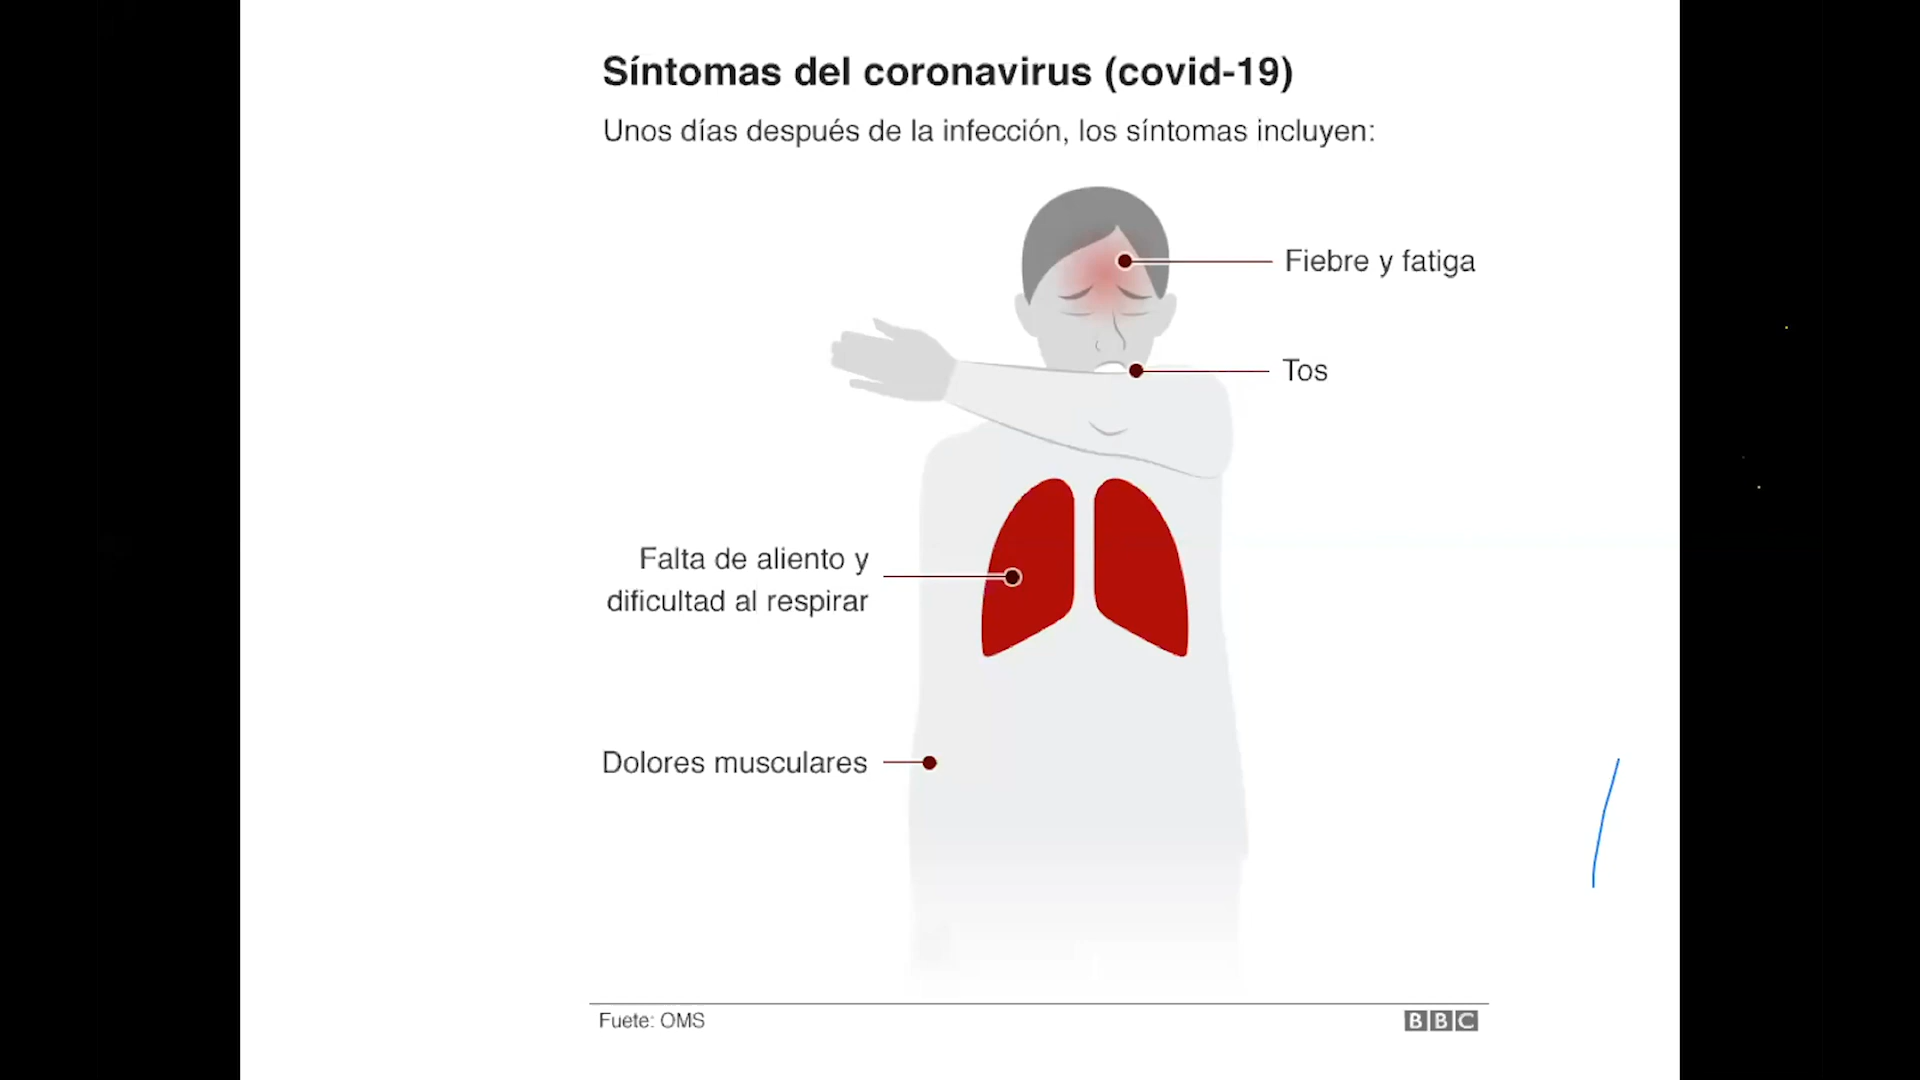 Síntomas del coronavirus (covid-19)
Unos días después de la infección, los síntomas incluyen:
Fiebre y fatiga
Tos
Falta de aliento y
dificultad al respirar
Dolores musculares
Fuete: OMS
BBC